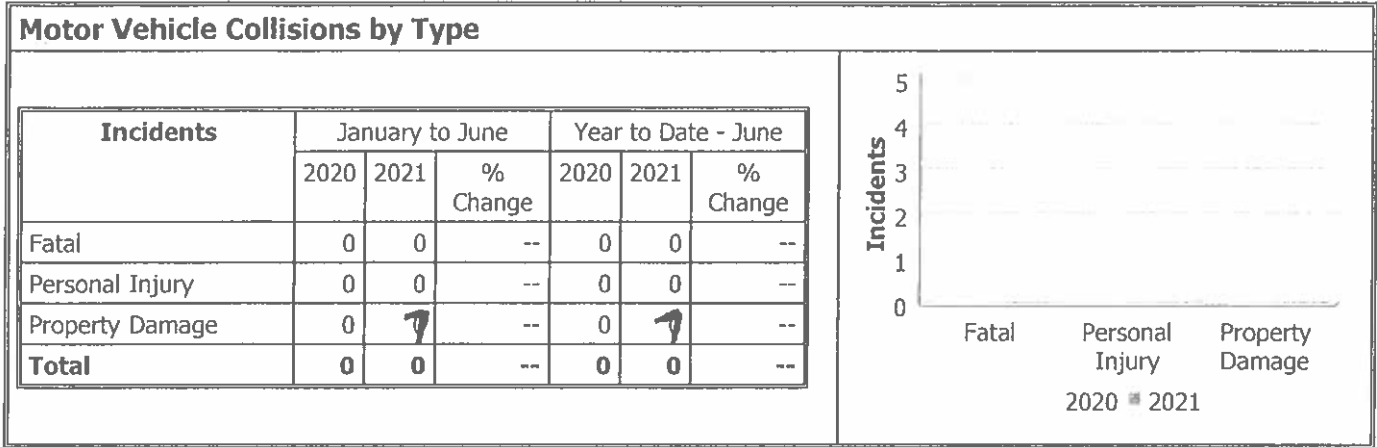 Motor Vehicle Collisions by Type
Incidents January to June Year to Date - June
2020 2021 % Change 2020 2021 % Change
Fatal 0 0 -- 0 0 --
Personal Injury 0 0 -- 0 0 --
Property Damage 0 7 -- 0 7 --
Total 0 0 -- 0 0 --
Incidents
5
4
3
2
1
0
Fatal Personal Injury Property Damage
2020 2021